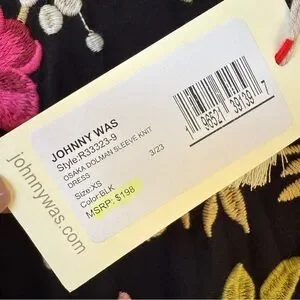 JOHNNY WAS
Style:R33323-9
OSAKA DOLMAN SLEEVE KNIT
DRESS 3/23
Size:XS
Color:BLK
MSRP: $198
johnnywas.com